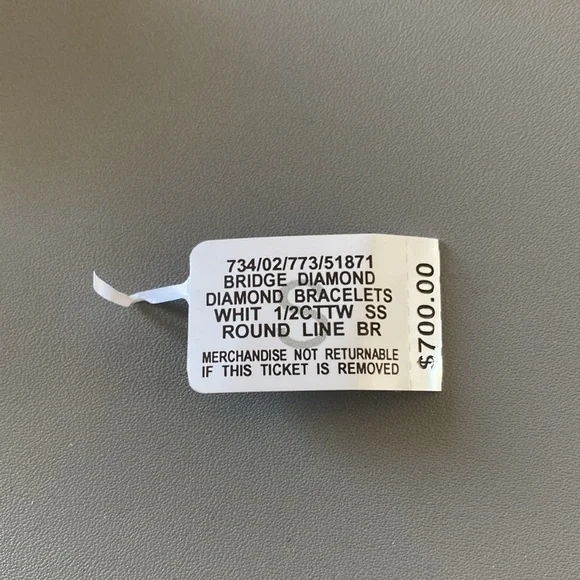 734/02/773/51871
BRIDGE DIAMOND
DIAMOND BRACELETS
WHIT 1/2CTTW SS
ROUND LINE BR
MERCHANDISE NOT RETURNABLE
IF THIS TICKET IS REMOVED
$700.00
S